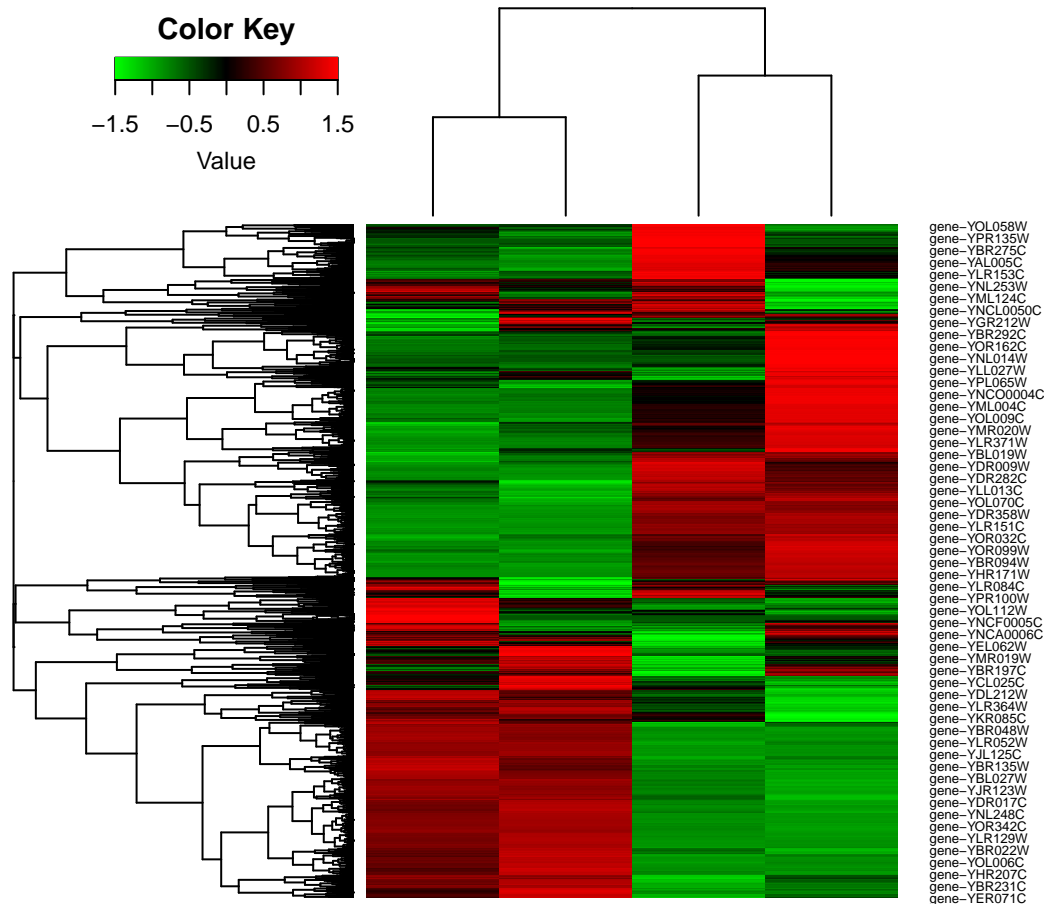 Color Key
−1.5 −0.5 0.5 1.5
Value
gene−YOL058W
gene−YPR135W
gene−YBR275C
gene−YAL005C
gene−YLR153C
gene−YNL253W
gene−YML124C
gene−YNCL0050C
gene−YGR212W
gene−YBR292C
gene−YOR162C
gene−YNL014W
gene−YLL027W
gene−YPL065W
gene−YNCO0004C
gene−YML004C
gene−YOL009C
gene−YMR020W
gene−YLR371W
gene−YBL019W
gene−YDR009W
gene−YDR282C
gene−YLL013C
gene−YOL070C
gene−YDR358W
gene−YLR151C
gene−YOR032C
gene−YOR099W
gene−YBR094W
gene−YHR171W
gene−YLR084C
gene−YPR100W
gene−YOL112W
gene−YNCF0005C
gene−YNCA0006C
gene−YEL062W
gene−YMR019W
gene−YBR197C
gene−YCL025C
gene−YDL212W
gene−YLR364W
gene−YKR085C
gene−YBR048W
gene−YLR052W
gene−YJL125C
gene−YBR135W
gene−YBL027W
gene−YJR123W
gene−YDR017C
gene−YNL248C
gene−YOR342C
gene−YLR129W
gene−YBR022W
gene−YOL006C
gene−YHR207C
gene−YBR231C
gene−YER071C